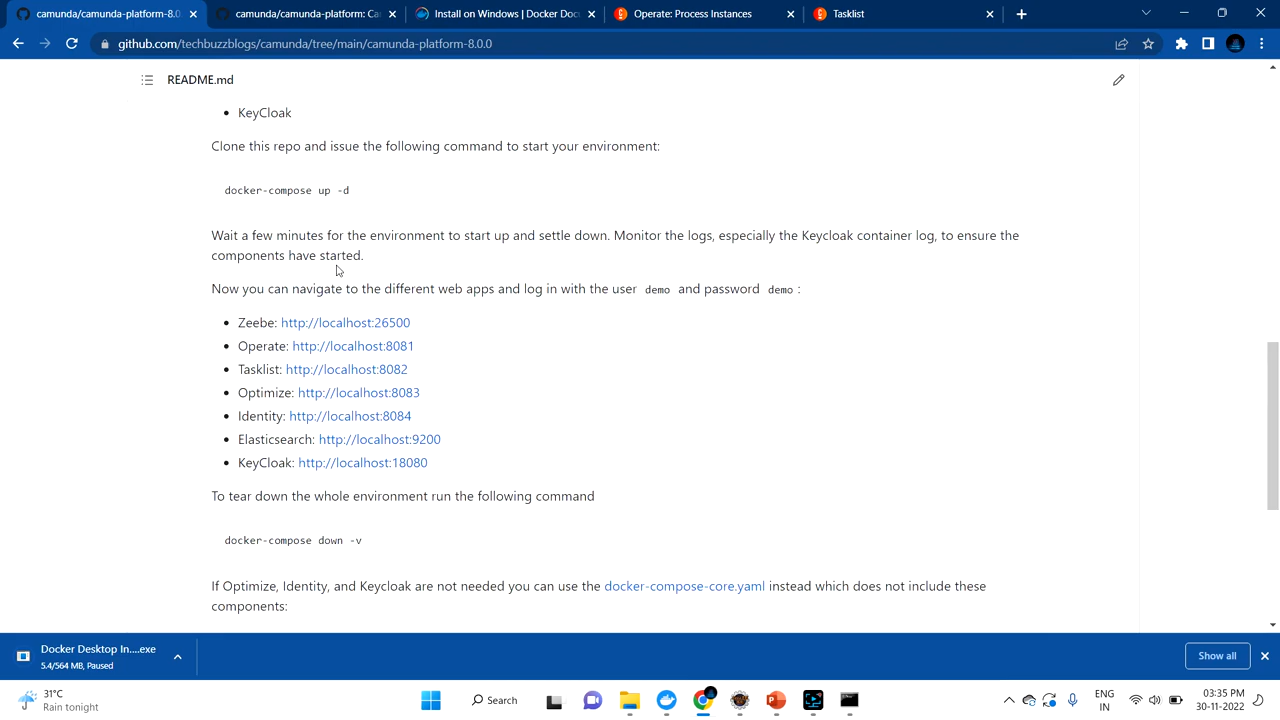 camunda/camunda-platform-8.0.
camunda/camunda-platform: Ca
Install on Windows | Docker Doc
Operate: Process Instances
Tasklist
github.com/techbuzzblogs/camunda/tree/main/camunda-platform-8.0.0
README.md
• KeyCloak
Clone this repo and issue the following command to start your environment:
docker-compose up -d
Wait a few minutes for the environment to start up and settle down. Monitor the logs, especially the Keycloak container log, to ensure the
components have started.
Now you can navigate to the different web apps and log in with the user demo and password demo :
• Zeebe: http://localhost:26500
• Operate: http://localhost:8081
• Tasklist: http://localhost:8082
• Optimize: http://localhost:8083
• Identity: http://localhost:8084
• Elasticsearch: http://localhost:9200
• KeyCloak: http://localhost:18080
To tear down the whole environment run the following command
docker-compose down -v
If Optimize, Identity, and Keycloak are not needed you can use the docker-compose-core.yaml instead which does not include these
components:
Docker Desktop In....exe
5.4/564 MB, Paused
Show all
31°C
Rain tonight
Search
ENG
IN
03:35 PM
30-11-2022